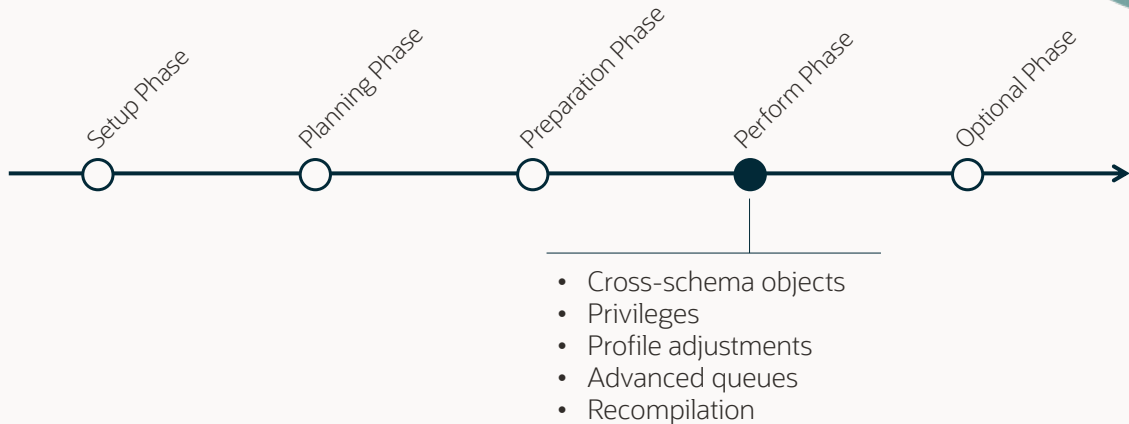 Setup Phase
Planning Phase
Preparation Phase
Perform Phase
Optional Phase
• Cross-schema objects
• Privileges
• Profile adjustments
• Advanced queues
• Recompilation